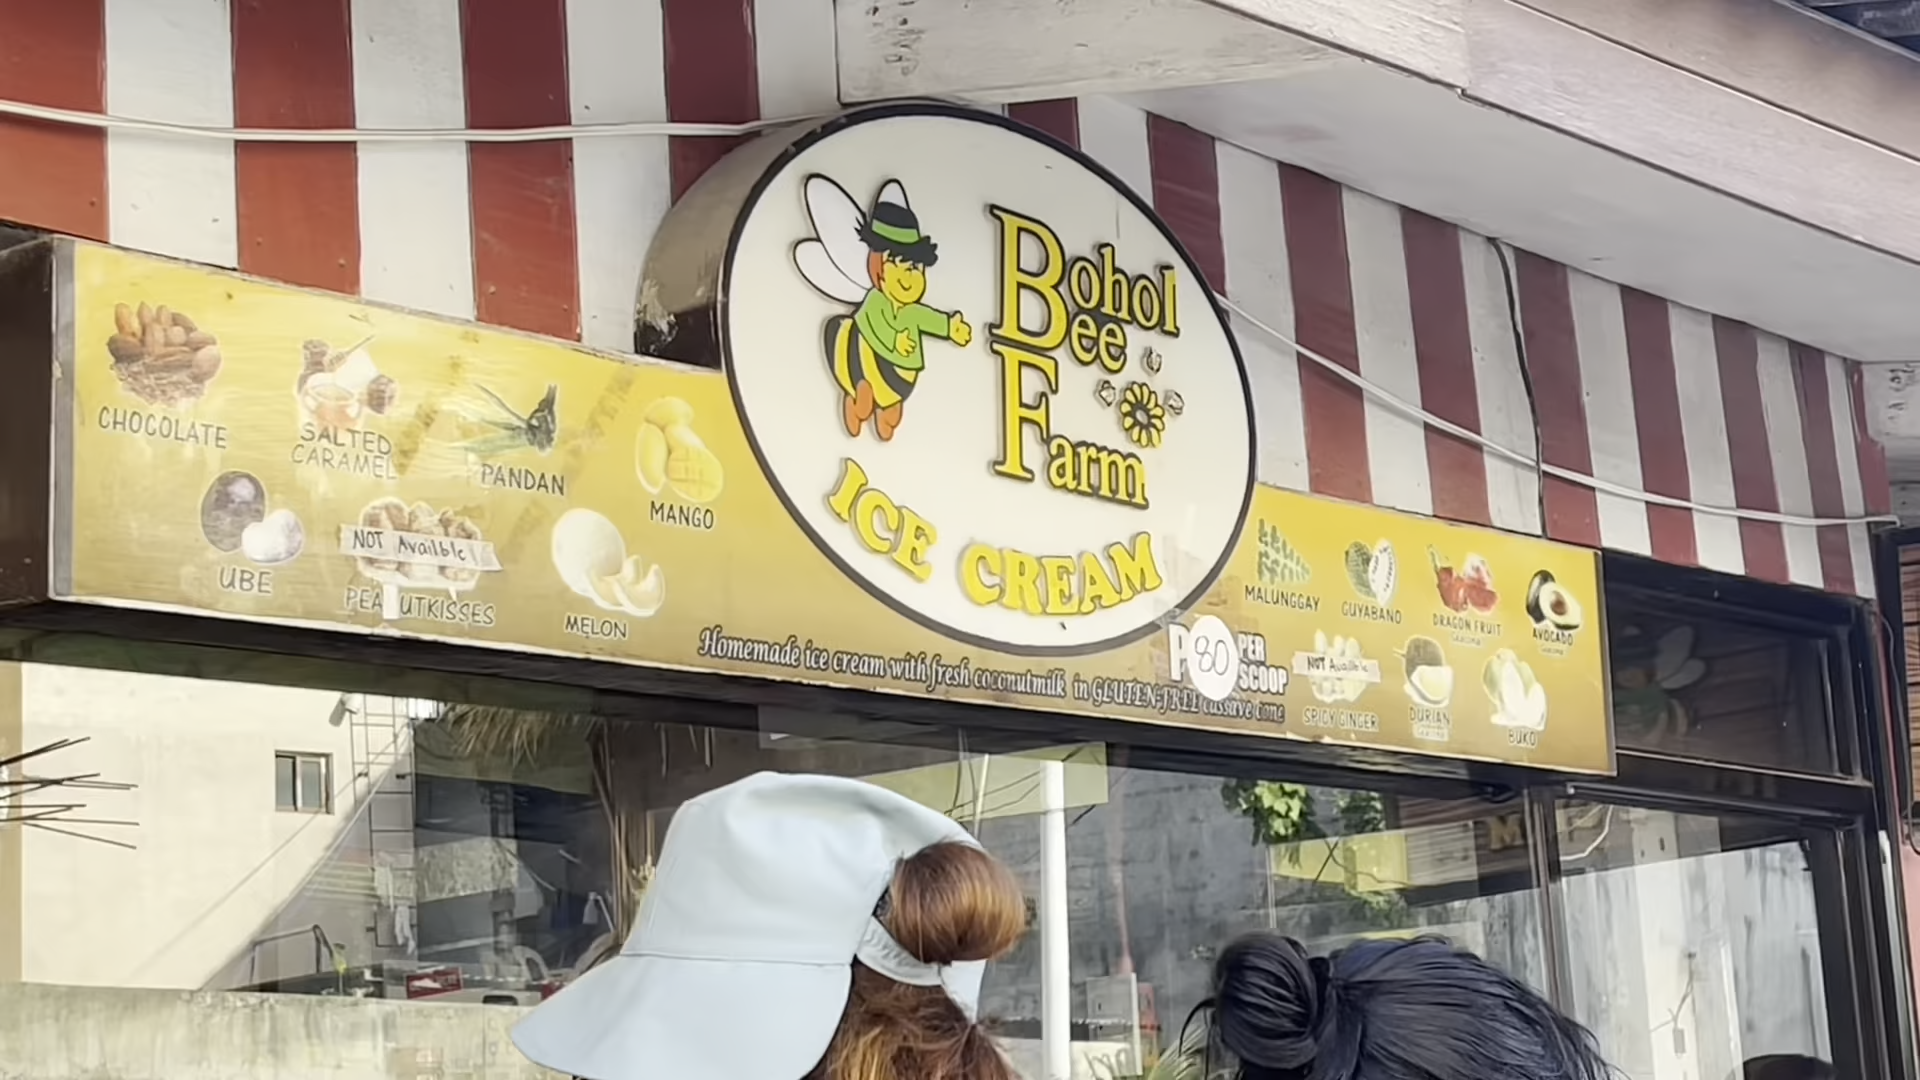 Bohol
Bee
Farm
ICE CREAM
CHOCOLATE
SALTED
CARAMEL
PANDAN
MANGO
UBE
NOT Availble
PEANUTKISSES
MELON
Homemade ice cream with fresh coconutmilk in GLUTEN-FREE cassave cone
P80 PER
SCOOP
MALUNGGAY
GUYABANO
DRAGON FRUIT
AVOCADO
NOT Availble
SPICY GINGER
DURIAN
BUKO